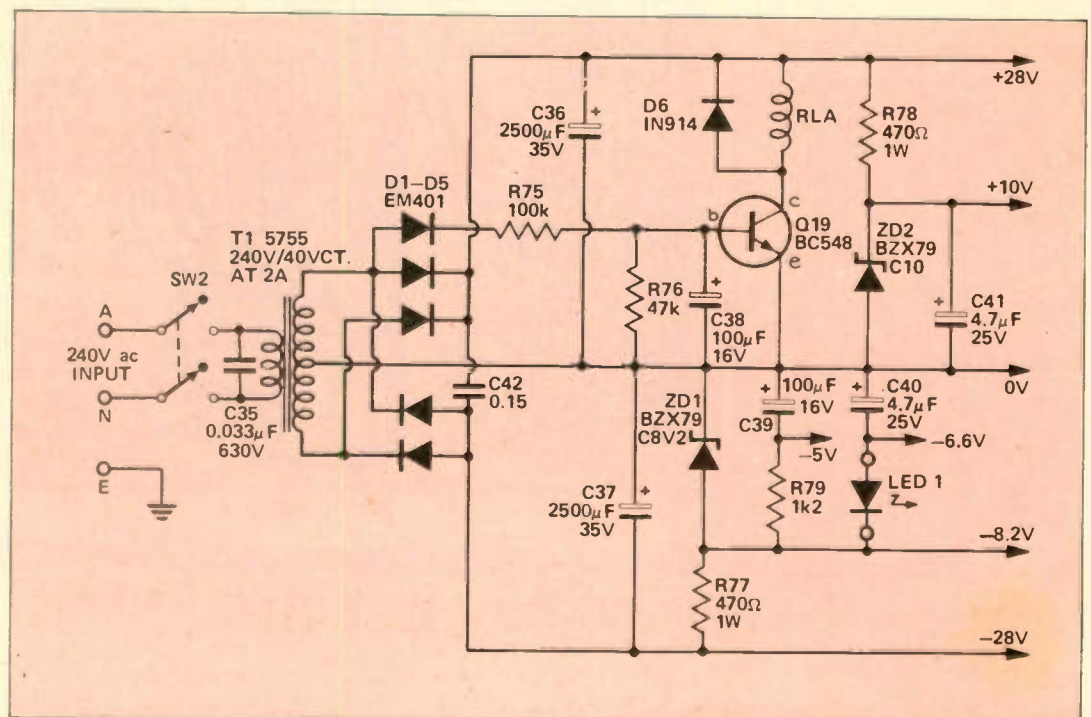 +28V
C36
2500μF
35V
+
D6
IN914
RLA
R78
470Ω
1W
D1–D5
EM401
R75
100k
+10V
T1 5755
240V/40VCT.
AT 2A
b
c
e
Q19
BC548
ZD2
BZX79
C10
SW2
R76
47k
+
C38
100μF
16V
+
C41
4.7μF
25V
A
240V ac
INPUT
N
C35
0.033μF
630V
C42
0.15
0V
ZD1
BZX79
C8V2
+
100μF
16V
C39
–5V
+
C40
4.7μF
25V
–6.6V
E
C37
2500μF
35V
+
R79
1k2
LED 1
–8.2V
R77
470Ω
1W
–28V